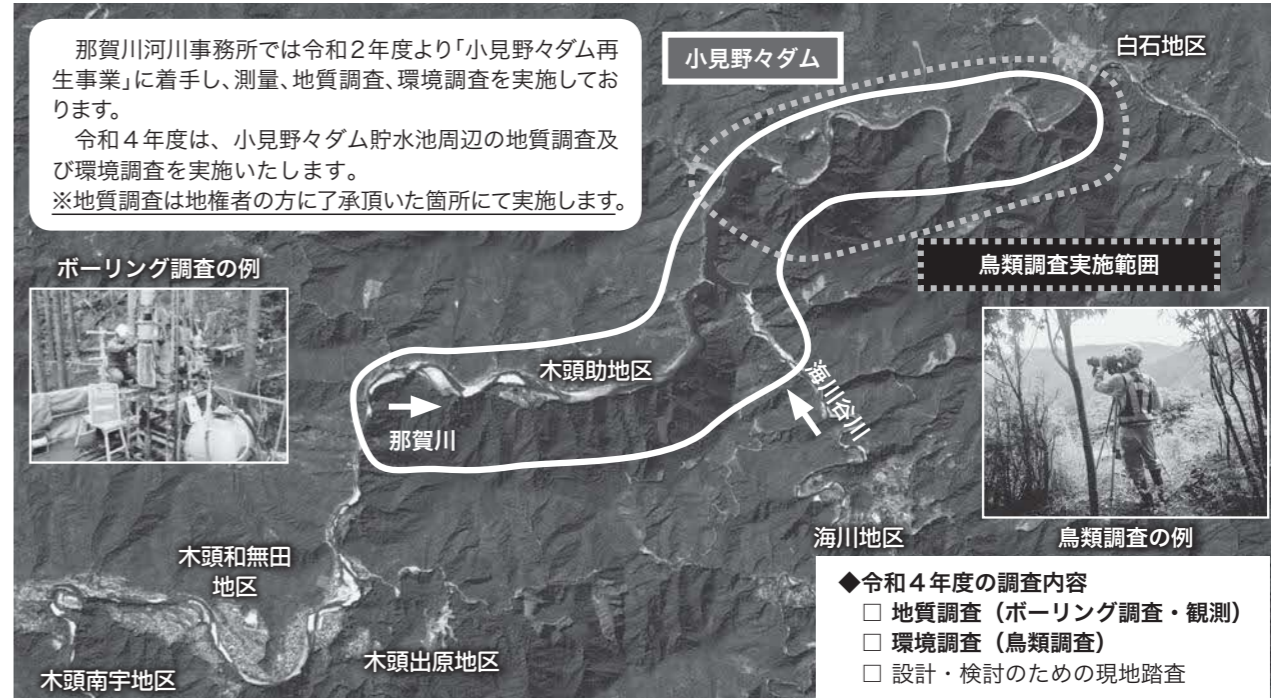 那賀川河川事務所では令和２年度より「小見野々ダム再
生事業」に着手し、測量、地質調査、環境調査を実施してお
ります。
令和４年度は、小見野々ダム貯水池周辺の地質調査及
び環境調査を実施いたします。
※地質調査は地権者の方に了承頂いた箇所にて実施します。
小見野々ダム
白石地区
鳥類調査実施範囲
ボーリング調査の例
木頭助地区
那賀川
海川谷川
海川地区
鳥類調査の例
木頭和無田
地区
木頭出原地区
木頭南宇地区
◆令和４年度の調査内容
□ 地質調査（ボーリング調査・観測）
□ 環境調査（鳥類調査）
□ 設計・検討のための現地踏査